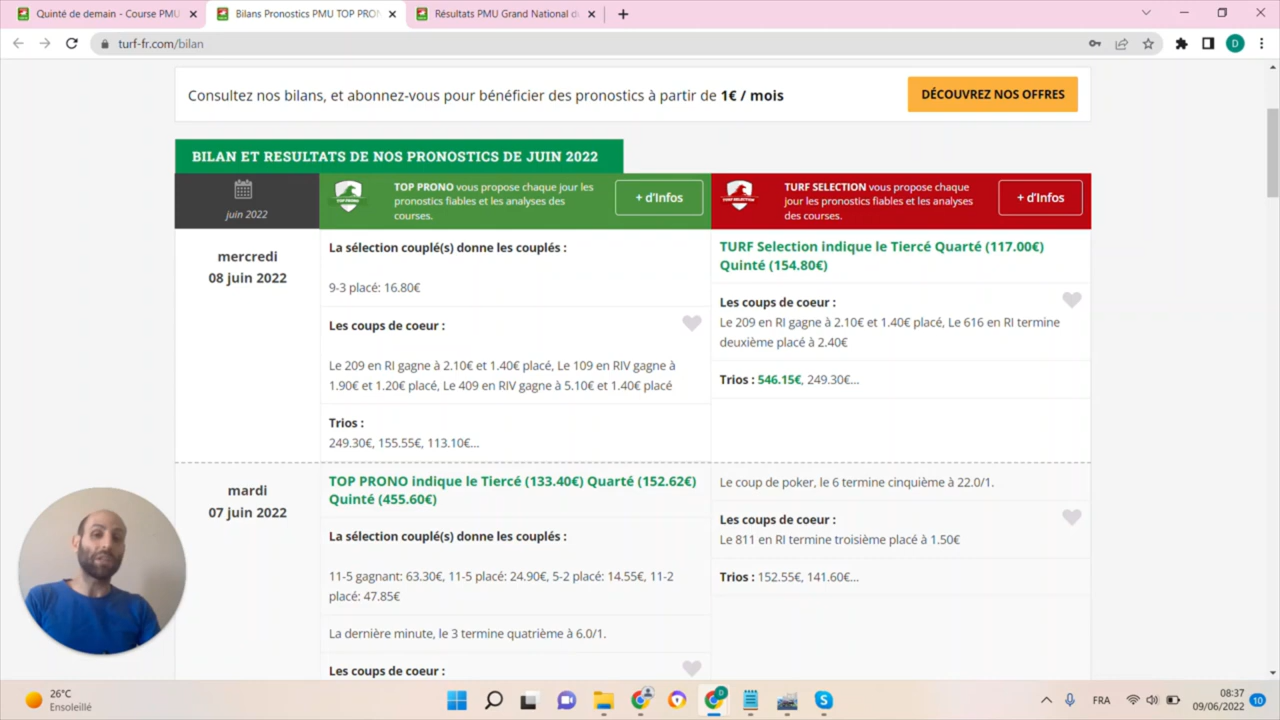 Quinté de demain - Course PMU
Bilans Pronostics PMU TOP PRON
Résultats PMU Grand National d
turf-fr.com/bilan
D
Consultez nos bilans, et abonnez-vous pour bénéficier des pronostics à partir de 1€ / mois
DÉCOUVREZ NOS OFFRES
BILAN ET RESULTATS DE NOS PRONOSTICS DE JUIN 2022
juin 2022
TOP PRONO
TOP PRONO vous propose chaque jour les
pronostics fiables et les analyses des
courses.
+ d'Infos
TURF SELECTION
TURF SELECTION vous propose chaque
jour les pronostics fiables et les analyses
des courses.
+ d'Infos
mercredi
08 juin 2022
La sélection couplé(s) donne les couplés :
9-3 placé: 16.80€
Les coups de coeur :
Le 209 en RI gagne à 2.10€ et 1.40€ placé, Le 109 en RIV gagne à
1.90€ et 1.20€ placé, Le 409 en RIV gagne à 5.10€ et 1.40€ placé
Trios :
249.30€, 155.55€, 113.10€...
TURF Selection indique le Tiercé Quarté (117.00€)
Quinté (154.80€)
Les coups de coeur :
Le 209 en RI gagne à 2.10€ et 1.40€ placé, Le 616 en RI termine
deuxième placé à 2.40€
Trios : 546.15€, 249.30€...
mardi
07 juin 2022
TOP PRONO indique le Tiercé (133.40€) Quarté (152.62€)
Quinté (455.60€)
La sélection couplé(s) donne les couplés :
11-5 gagnant: 63.30€, 11-5 placé: 24.90€, 5-2 placé: 14.55€, 11-2
placé: 47.85€
La dernière minute, le 3 termine quatrième à 6.0/1.
Les coups de coeur :
Le coup de poker, le 6 termine cinquième à 22.0/1.
Les coups de coeur :
Le 811 en RI termine troisième placé à 1.50€
Trios : 152.55€, 141.60€...
26°C
Ensoleillé
D
FRA
08:37
09/06/2022
10